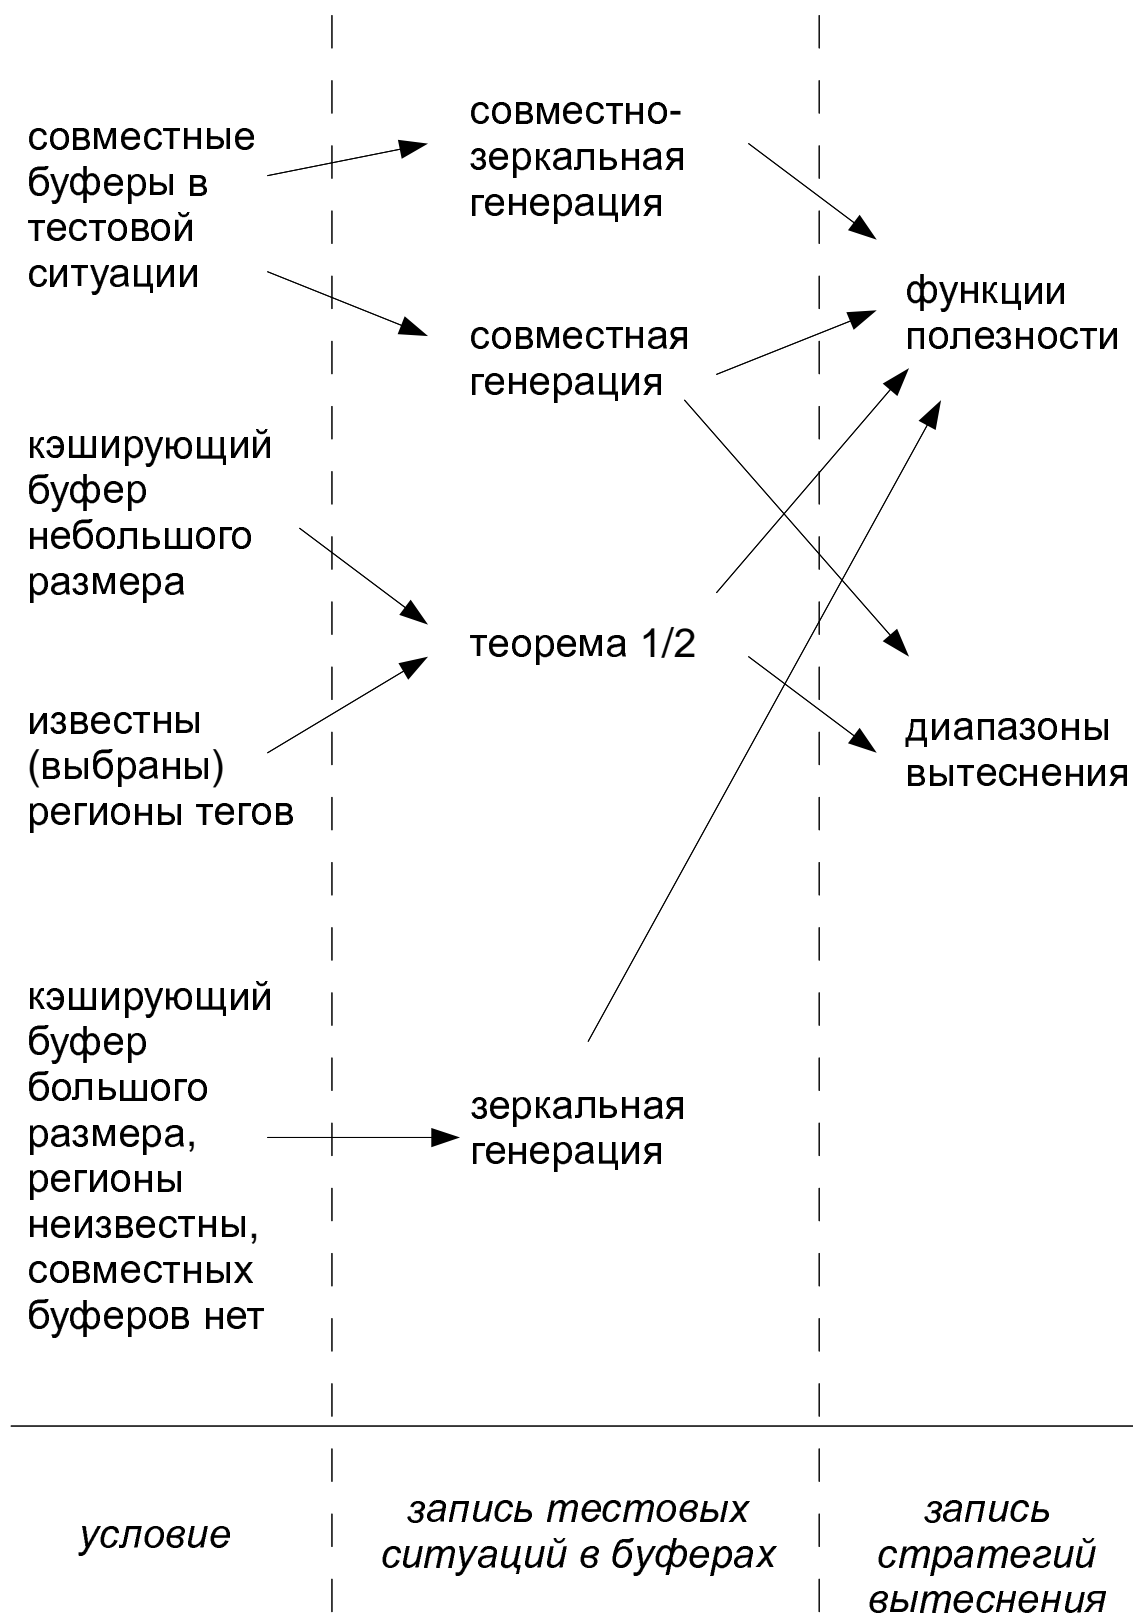 совместные
буферы в
тестовой
ситуации
кэширующий
буфер
небольшого
размера
известны
(выбраны)
регионы тегов
кэширующий
буфер
большого
размера,
регионы
неизвестны,
совместных
буферов нет
совместно-
зеркальная
генерация
совместная
генерация
теорема 1/2
зеркальная
генерация
функции
полезности
диапазоны
вытеснения
условие
запись тестовых
ситуаций в буферах
запись
стратегий
вытеснения